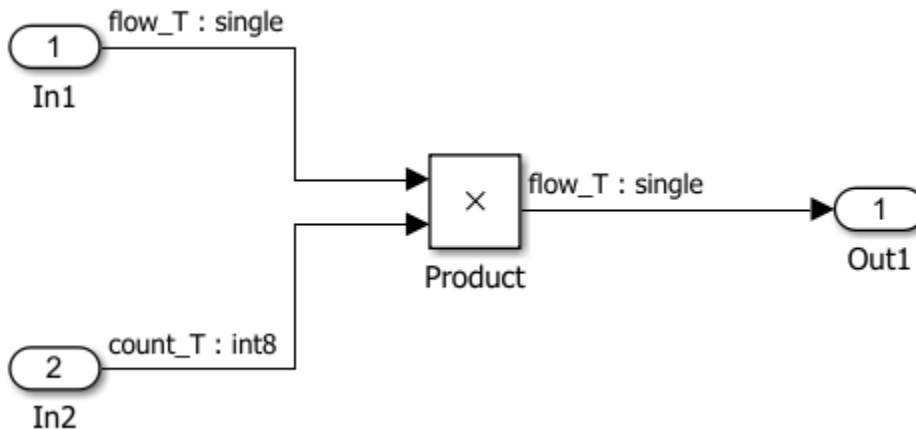 flow_T : single
1
In1
×
flow_T : single
1
Out1
Product
count_T : int8
2
In2